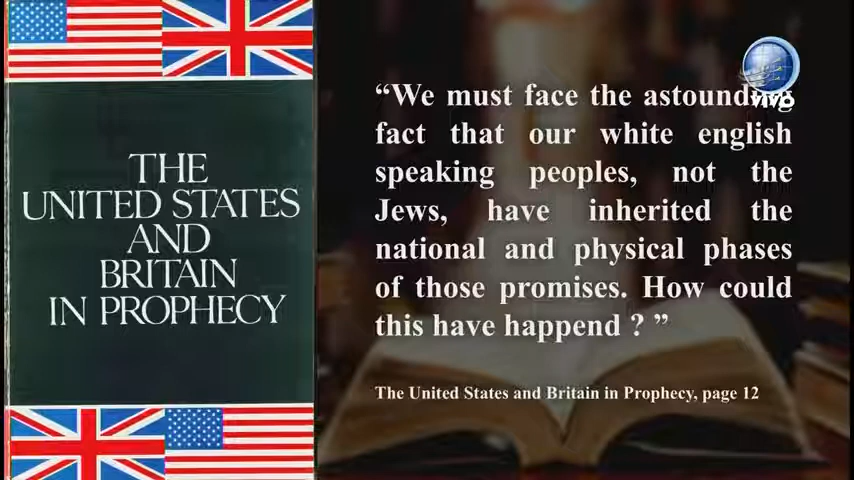 THE
UNITED STATES
AND
BRITAIN
IN PROPHECY
VIVO
“We must face the astounding
fact that our white english
speaking peoples, not the
Jews, have inherited the
national and physical phases
of those promises. How could
this have happend ? ”
The United States and Britain in Prophecy, page 12